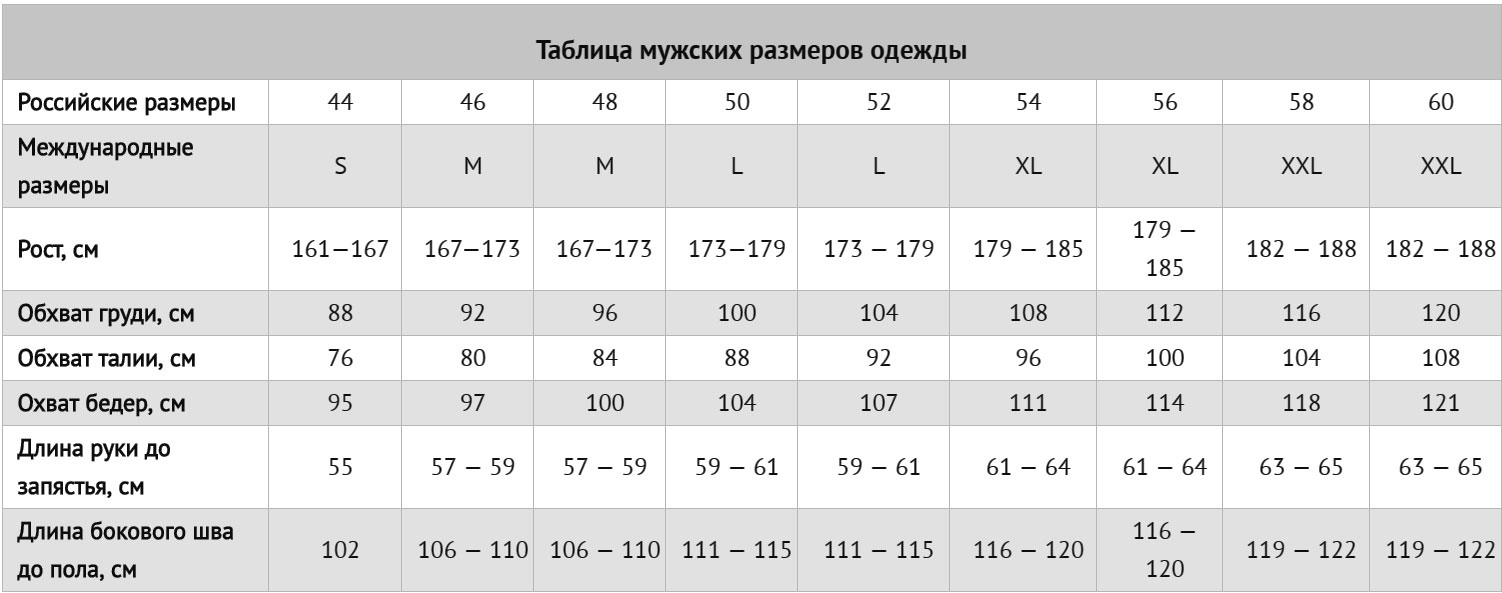 Таблица мужских размеров одежды
Российские размеры 44 46 48 50 52 54 56 58 60
Международные
размеры S M M L L XL XL XXL XXL
Рост, см 161—167 167—173 167—173 173—179 173 — 179 179 — 185 179 —
185 182 — 188 182 — 188
Обхват груди, см 88 92 96 100 104 108 112 116 120
Обхват талии, см 76 80 84 88 92 96 100 104 108
Охват бедер, см 95 97 100 104 107 111 114 118 121
Длина руки до
запястья, см 55 57 — 59 57 — 59 59 — 61 59 — 61 61 — 64 61 — 64 63 — 65 63 — 65
Длина бокового шва
до пола, см 102 106 — 110 106 — 110 111 — 115 111 — 115 116 — 120 116 —
120 119 — 122 119 — 122